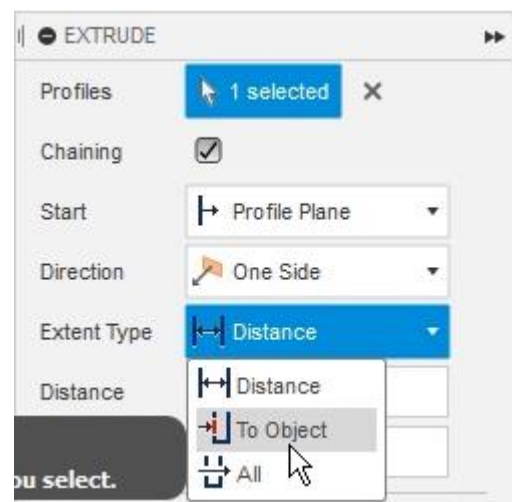 EXTRUDE
Profiles 1 selected
Chaining
Start Profile Plane
Direction One Side
Extent Type Distance
Distance
To Object
All
Distance
ou select.